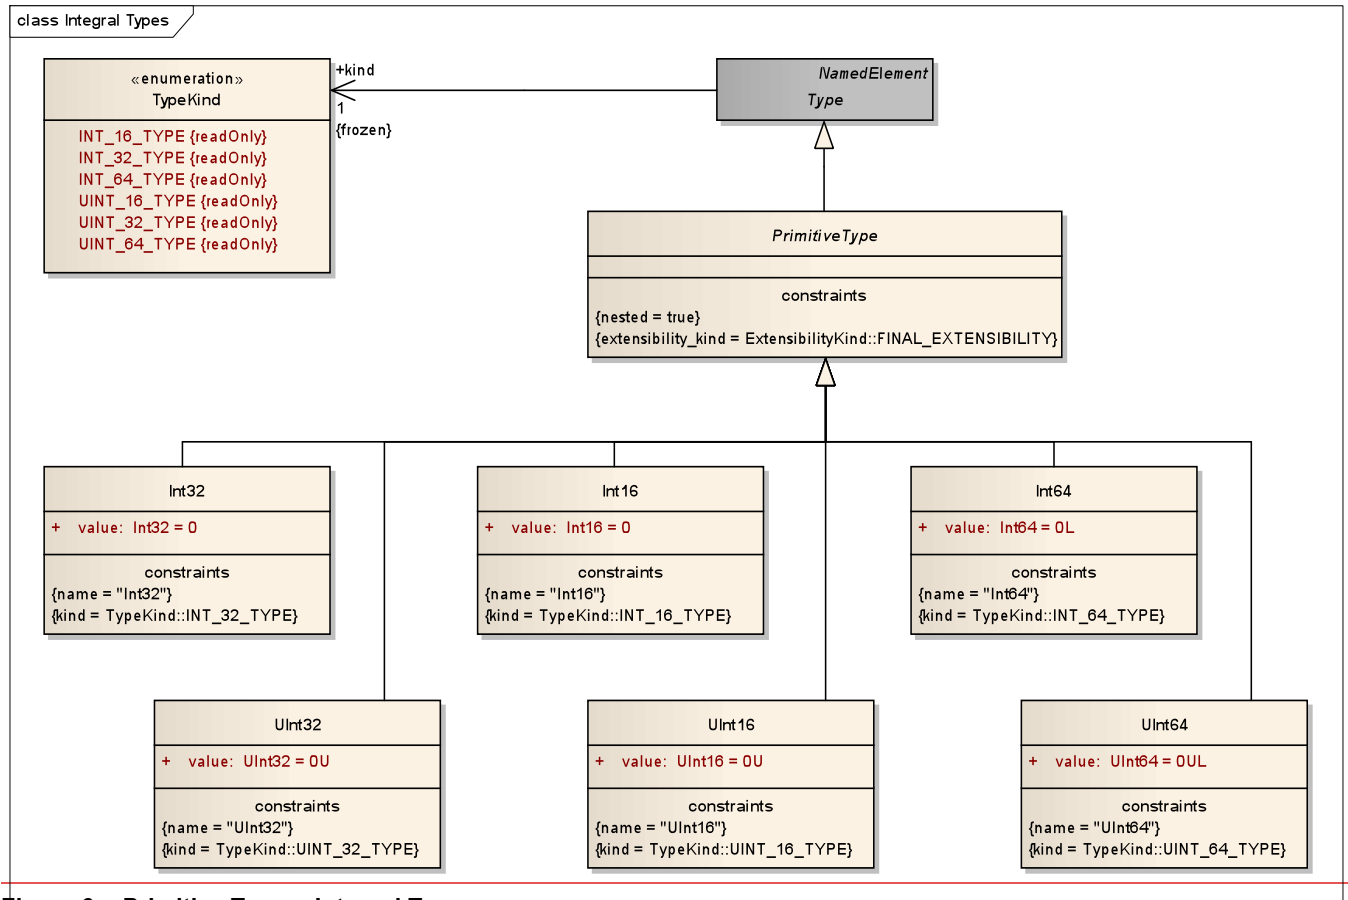 class Integral Types
«enumeration»
TypeKind
INT_16_TYPE {readOnly}
INT_32_TYPE {readOnly}
INT_64_TYPE {readOnly}
UINT_16_TYPE {readOnly}
UINT_32_TYPE {readOnly}
UINT_64_TYPE {readOnly}
+kind
1
{frozen}
NamedElement
Type
PrimitiveType
constraints
{nested = true}
{extensibility_kind = ExtensibilityKind::FINAL_EXTENSIBILITY}
Int32
+ value: Int32 = 0
constraints
{name = "Int32"}
{kind = TypeKind::INT_32_TYPE}
Int16
+ value: Int16 = 0
constraints
{name = "Int16"}
{kind = TypeKind::INT_16_TYPE}
Int64
+ value: Int64 = 0L
constraints
{name = "Int64"}
{kind = TypeKind::INT_64_TYPE}
UInt32
+ value: UInt32 = 0U
constraints
{name = "UInt32"}
{kind = TypeKind::UINT_32_TYPE}
UInt16
+ value: UInt16 = 0U
constraints
{name = "UInt16"}
{kind = TypeKind::UINT_16_TYPE}
UInt64
+ value: UInt64 = 0UL
constraints
{name = "UInt64"}
{kind = TypeKind::UINT_64_TYPE}